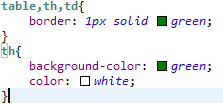 table,th,td{
border: 1px solid green;
}
th{
background-color: green;
color: white;
}